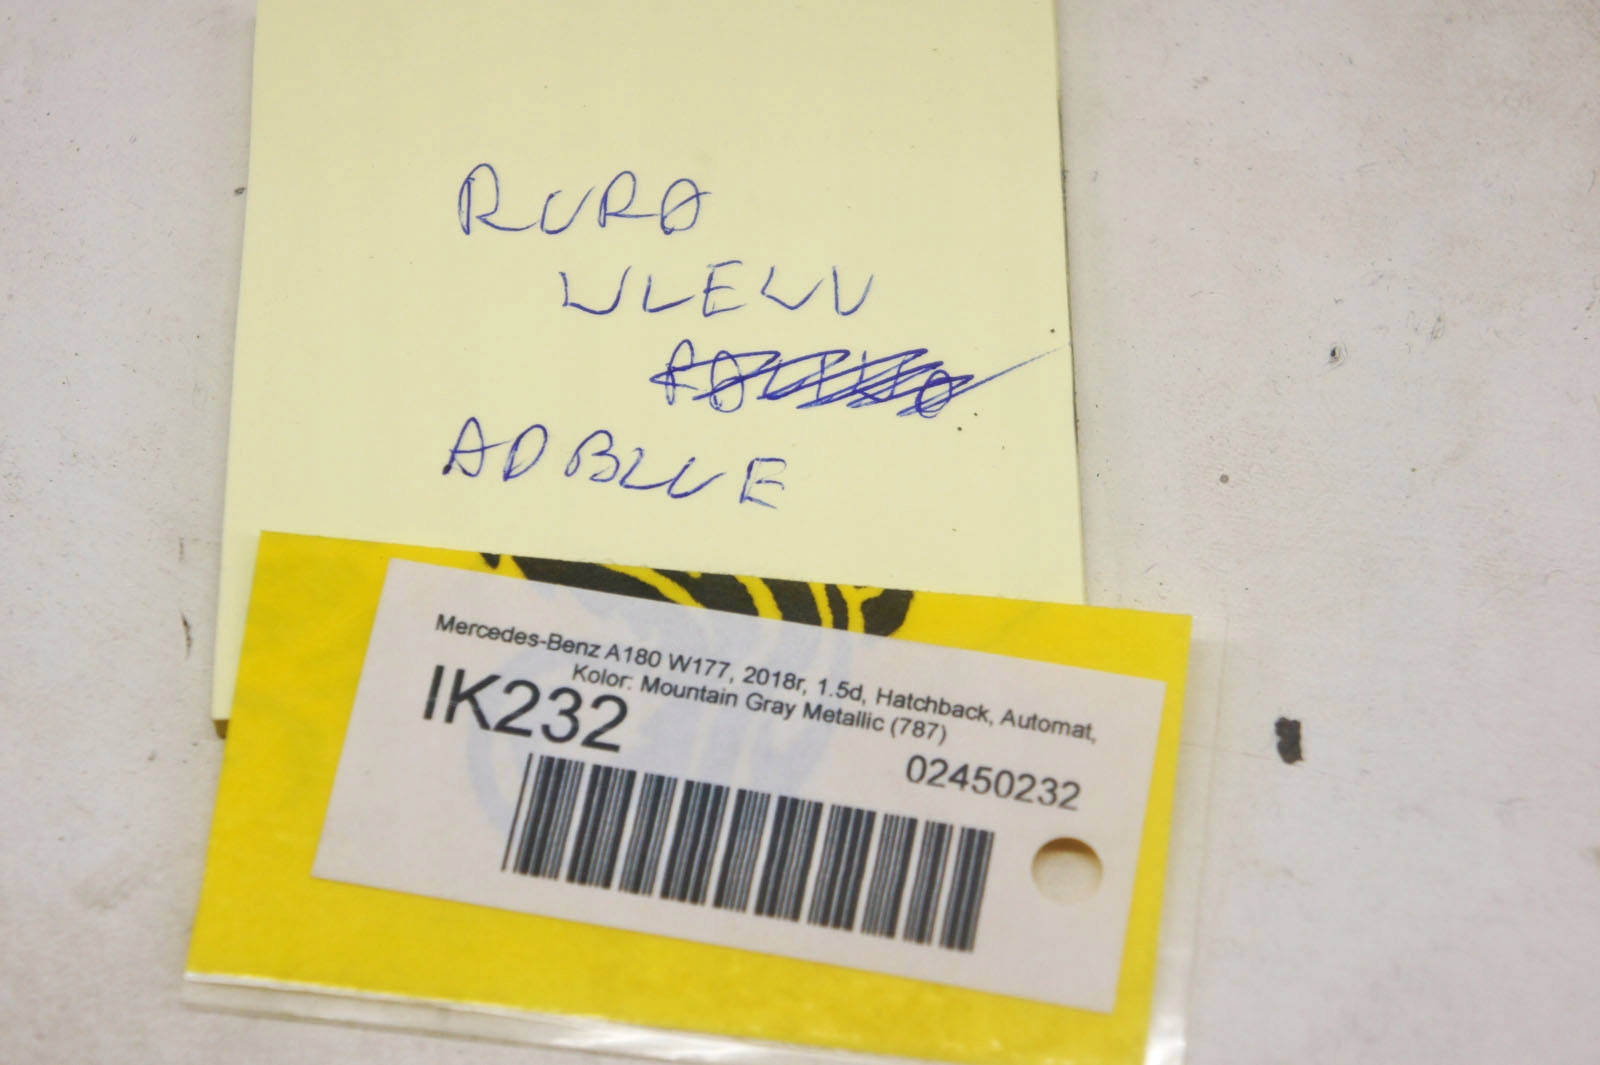 RURA
WLEWU
ADBLUE
Mercedes-Benz A180 W177, 2018r, 1.5d, Hatchback, Automat,
Kolor: Mountain Gray Metallic (787)
IK232
02450232